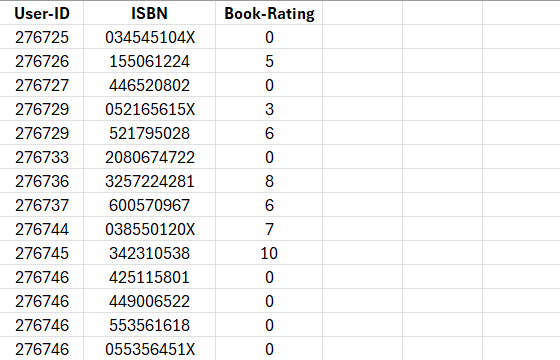 User-ID ISBN Book-Rating
276725 034545104X 0
276726 155061224 5
276727 446520802 0
276729 052165615X 3
276729 521795028 6
276733 2080674722 0
276736 3257224281 8
276737 600570967 6
276744 038550120X 7
276745 342310538 10
276746 425115801 0
276746 449006522 0
276746 553561618 0
276746 055356451X 0